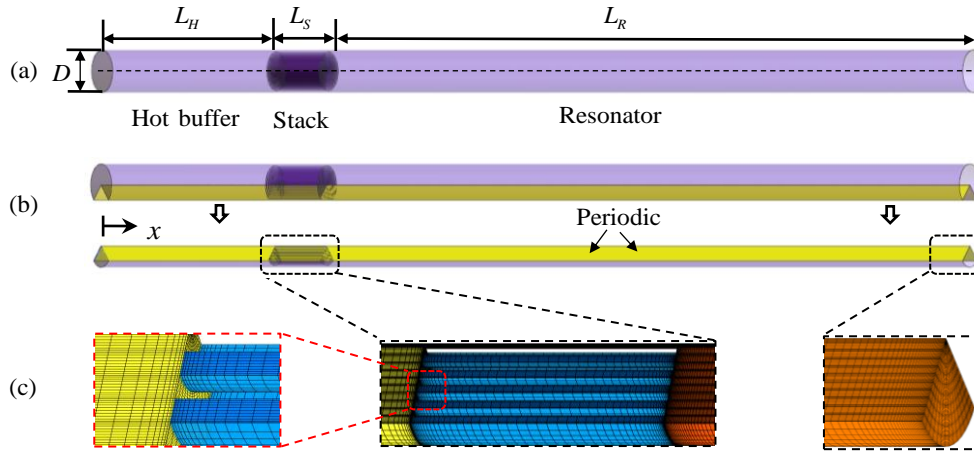 L_H L_S L_R
(a) D
Hot buffer Stack Resonator
(b)
Periodic
x
(c)